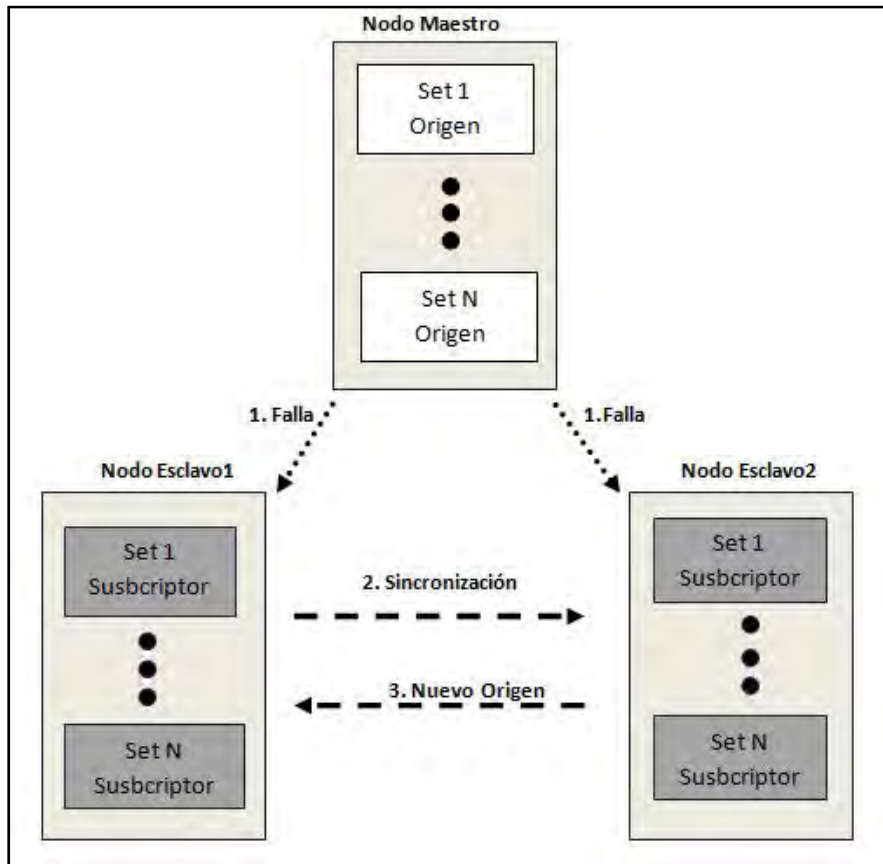 Nodo Maestro
Set 1
Origen
Set N
Origen
1. Falla
1.Falla
Nodo Esclavo1
Set 1
Susbcriptor
Set N
Susbcriptor
2. Sincronización
3. Nuevo Origen
Nodo Esclavo2
Set 1
Susbcriptor
Set N
Susbcriptor